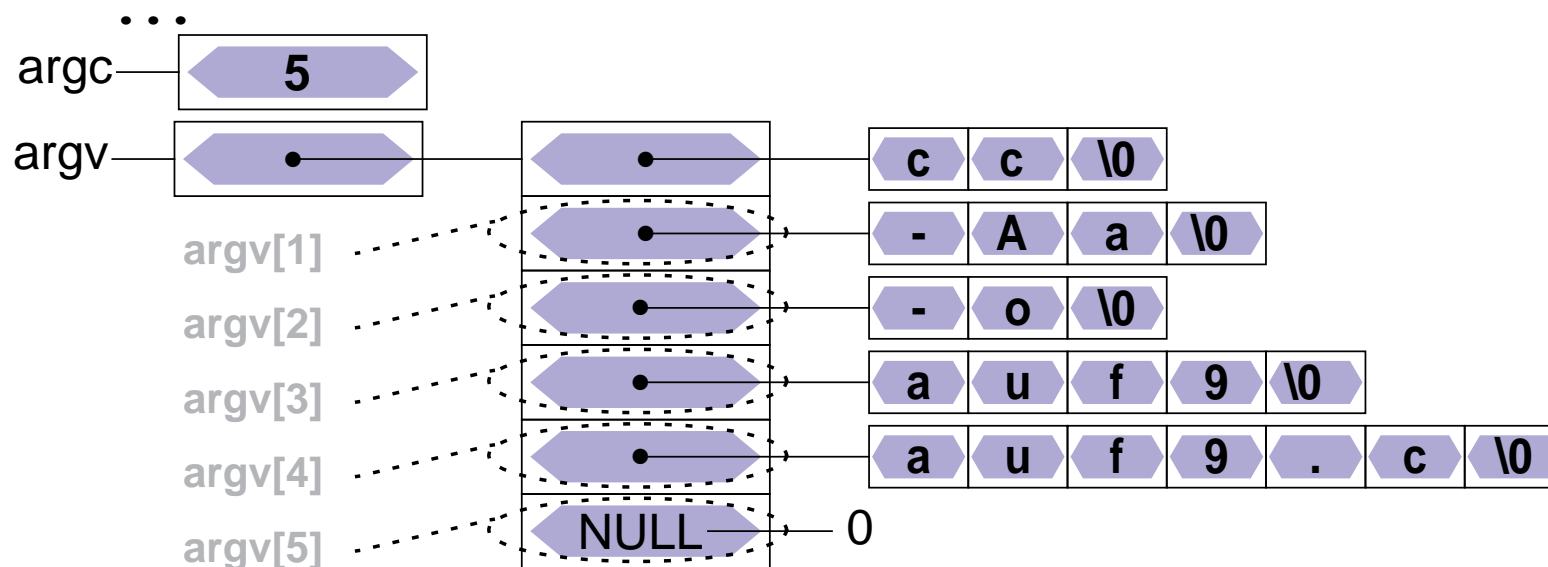 ...
argc 5
argv c c \0
argv[1] - A a \0
argv[2] - o \0
argv[3] a u f 9 \0
argv[4] a u f 9 . c \0
argv[5] NULL 0